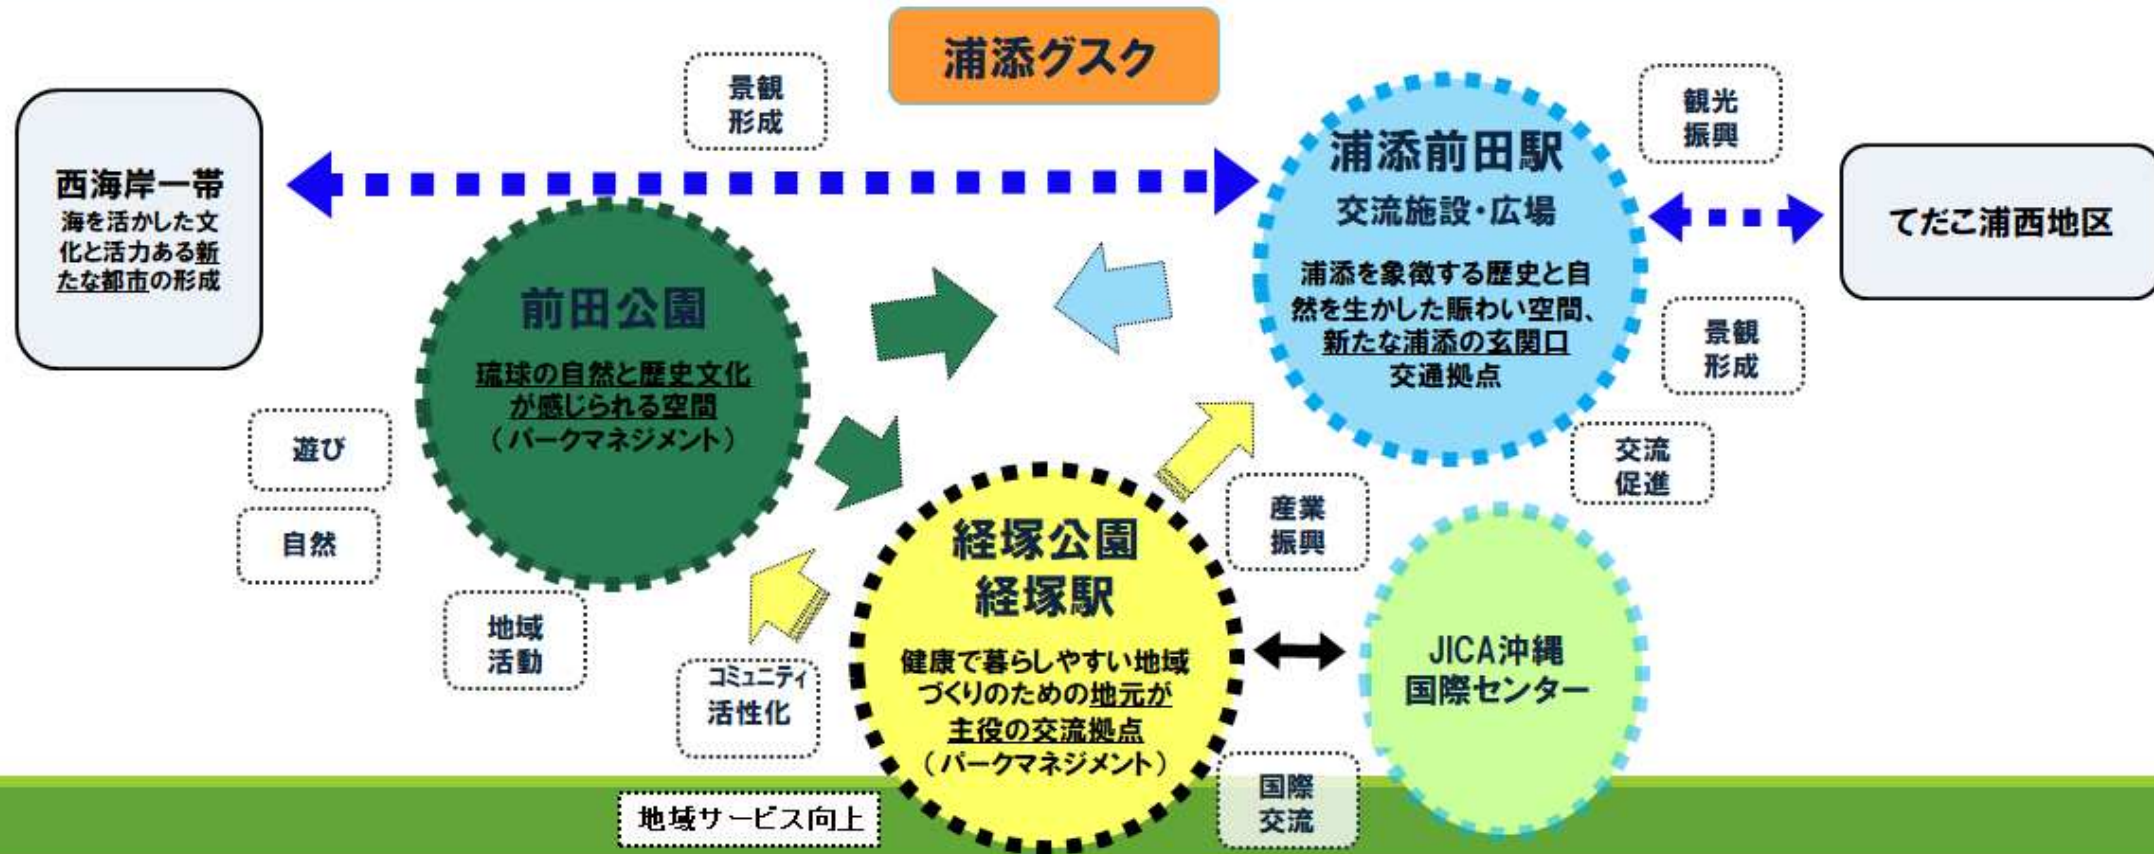 浦添グスク
景観
形成
西海岸一帯
海を活かした文
化と活力ある新
たな都市の形成
浦添前田駅
交流施設・広場
浦添を象徴する歴史と自
然を生かした賑わい空間、
新たな浦添の玄関口
交通拠点
観光
振興
てだこ浦西地区
景観
形成
交流
促進
前田公園
琉球の自然と歴史文化
が感じられる空間
（パークマネジメント）
遊び
自然
地域
活動
コミュニティ
活性化
経塚公園
経塚駅
健康で暮らしやすい地域
づくりのための地元が
主役の交流拠点
（パークマネジメント）
産業
振興
JICA沖縄
国際センター
国際
交流
地域サービス向上